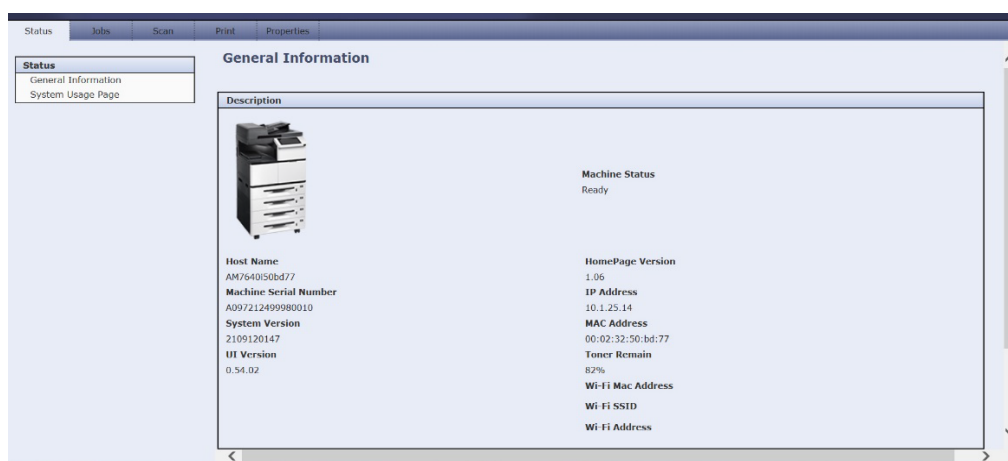 Status Jobs Scan Print Properties
Status
General Information
System Usage Page
General Information
Description
Machine Status
Ready
Host Name
AM7640i50bd77
Machine Serial Number
A097212499980010
System Version
2109120147
UI Version
0.54.02
HomePage Version
1.06
IP Address
10.1.25.14
MAC Address
00:02:32:50:bd:77
Toner Remain
82%
Wi-Fi Mac Address
Wi-Fi SSID
Wi-Fi Address